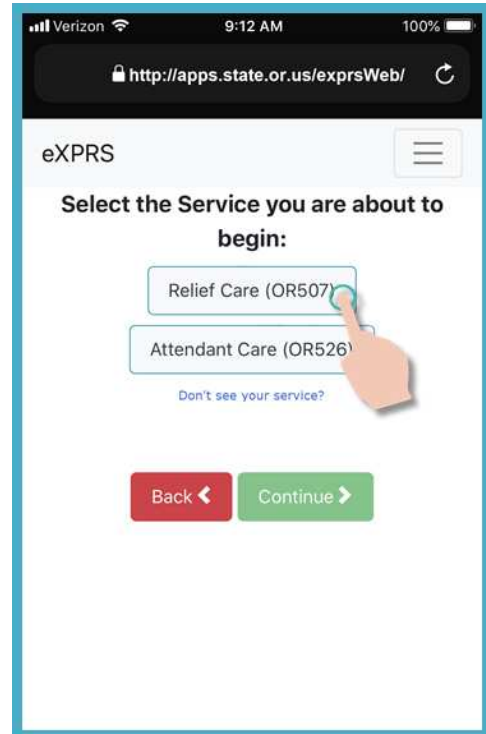 Verizon 9:12 AM 100%
http://apps.state.or.us/exprsWeb/
eXPRS
Select the Service you are about to
begin:
Relief Care (OR507)
Attendant Care (OR526)
Don't see your service?
Back Continue